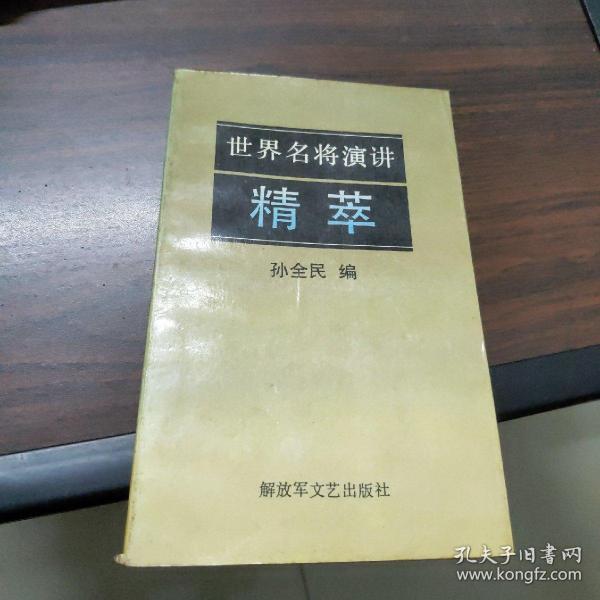 世界名将演讲
精萃
孙全民 编
解放军文艺出版社
孔夫子旧书网
www.kongfz.com